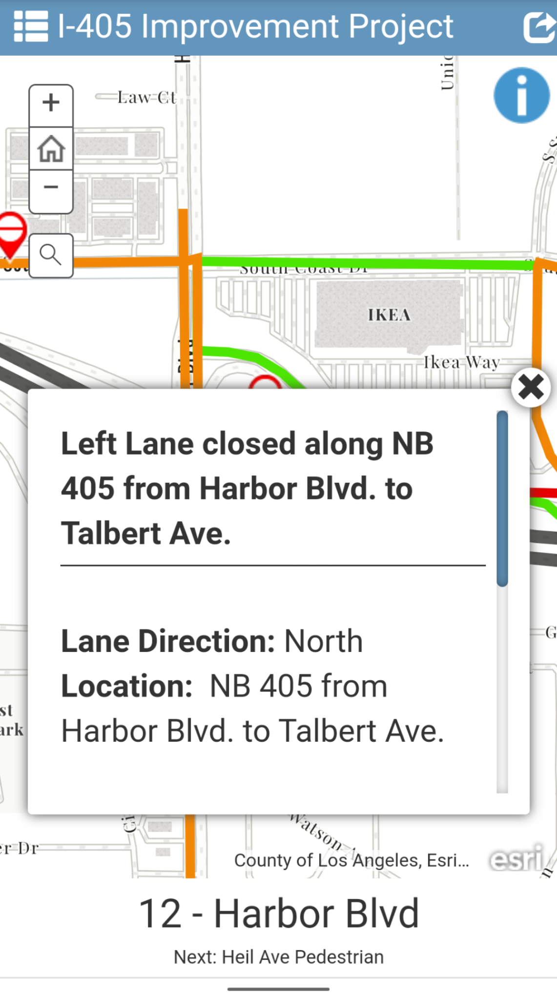 I-405 Improvement Project
Law Ct
South Coast Dr
IKEA
Ikea Way
Blvd
Left Lane closed along NB
405 from Harbor Blvd. to
Talbert Ave.
Lane Direction: North
Location:  NB 405 from
Harbor Blvd. to Talbert Ave.
Watson
County of Los Angeles, Esri...
esri
12 - Harbor Blvd
Next: Heil Ave Pedestrian